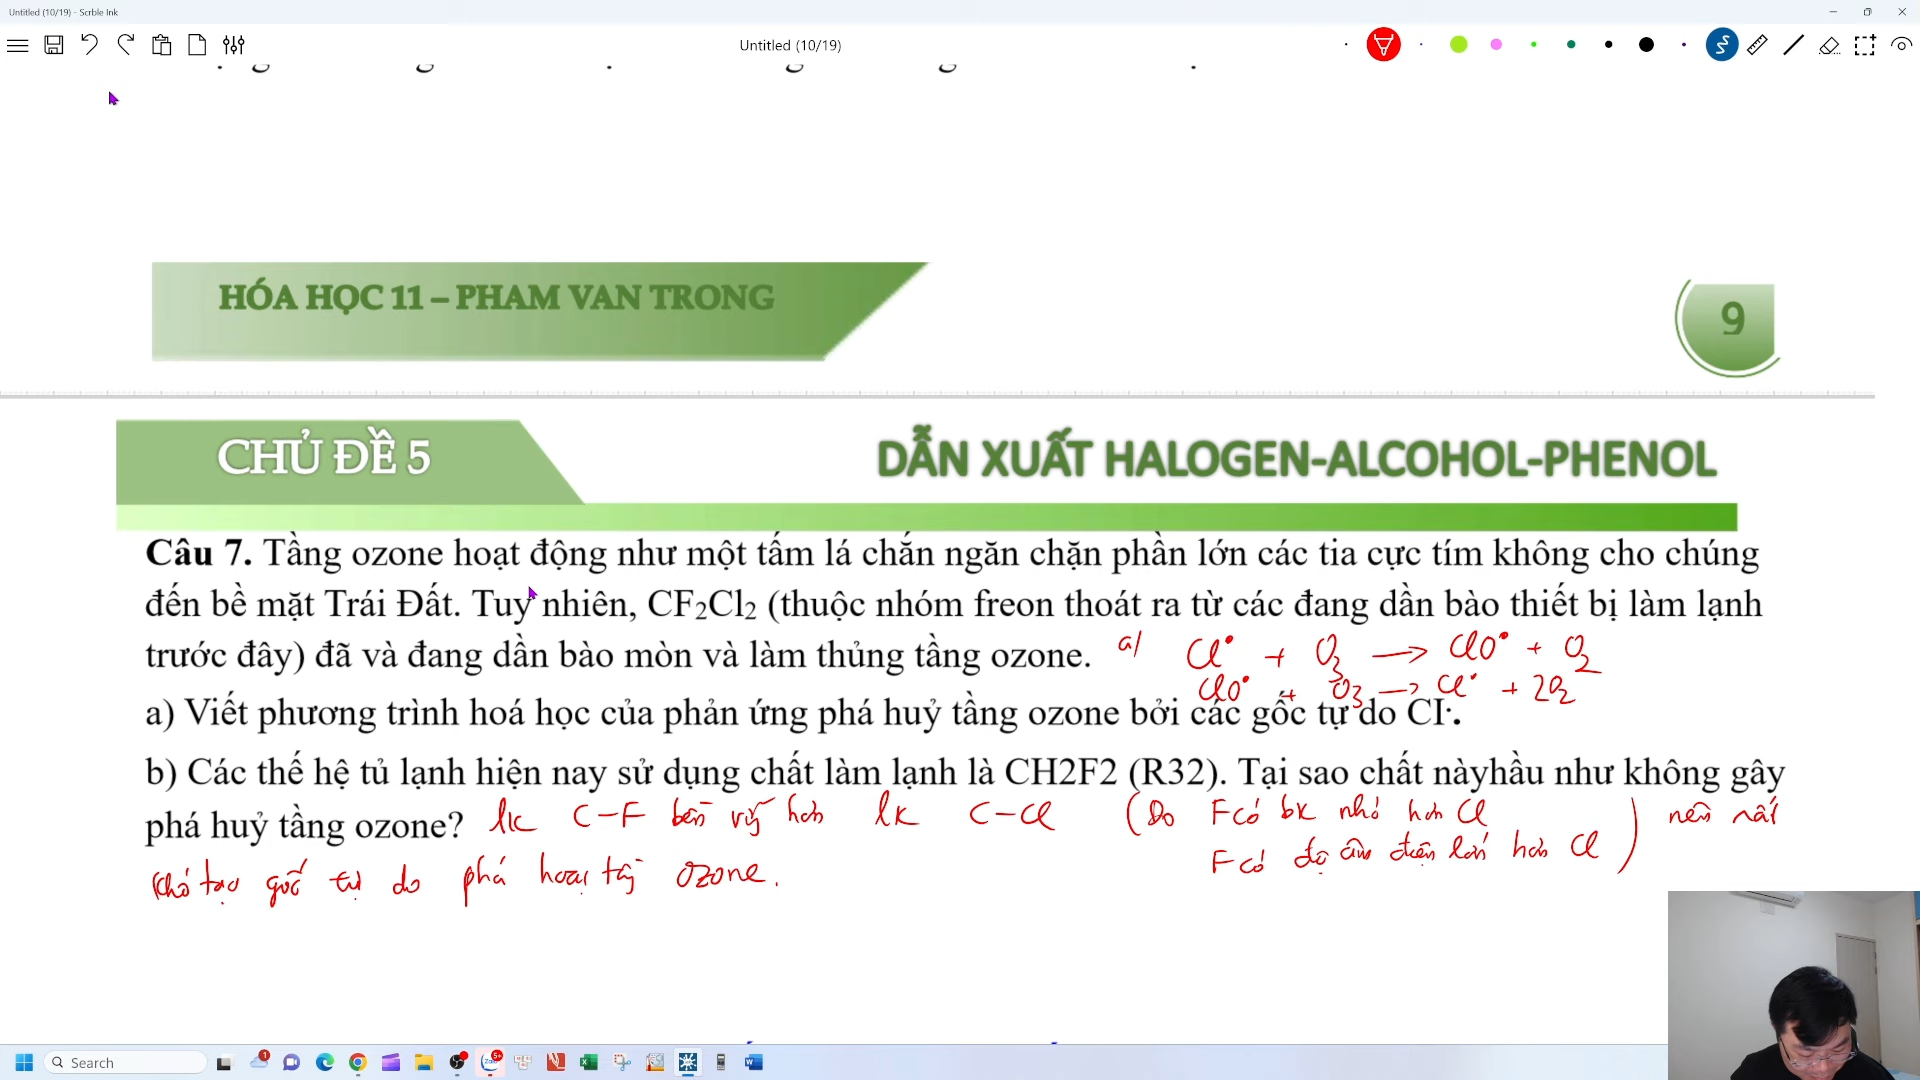 Untitled (10/19) - Scrble Ink
Untitled (10/19)
HÓA HỌC 11 – PHAM VAN TRONG
9
CHỦ ĐỀ 5
DẪN XUẤT HALOGEN-ALCOHOL-PHENOL
Câu 7. Tầng ozone hoạt động như một tấm lá chắn ngăn chặn phần lớn các tia cực tím không cho chúng
đến bề mặt Trái Đất. Tuy nhiên, CF₂Cl₂ (thuộc nhóm freon thoát ra từ các đang dần bào thiết bị làm lạnh
trước đây) đã và đang dần bào mòn và làm thủng tầng ozone.
a) Cl• + O₃ → ClO• + O₂
ClO• + O₃ → Cl• + 2O₂
a) Viết phương trình hoá học của phản ứng phá huỷ tầng ozone bởi các gốc tự do CI·.
b) Các thế hệ tủ lạnh hiện nay sử dụng chất làm lạnh là CH2F2 (R32). Tại sao chất nàyhầu như không gây
phá huỷ tầng ozone?
lk C-F bền vững hơn lk C-Cl (Do F có bk nhỏ hơn Cl
F có độ âm điện lớn hơn Cl) nên rất
khó tạo gốc tự do phá hoại tầng ozone.
Search
1
5+